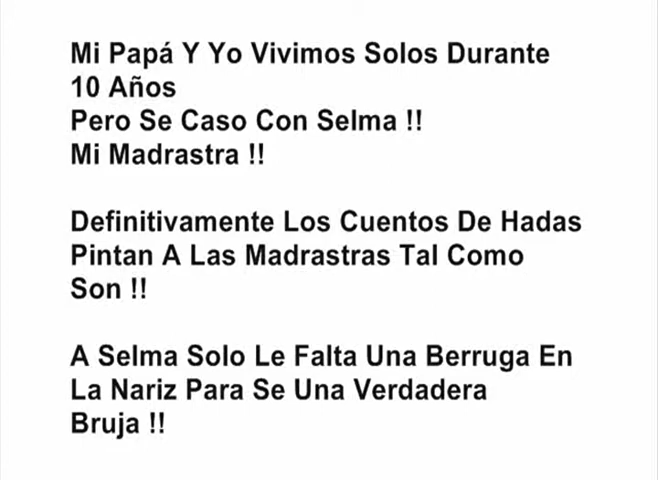 Mi Papá Y Yo Vivimos Solos Durante
10 Años
Pero Se Caso Con Selma !!
Mi Madrastra !!
Definitivamente Los Cuentos De Hadas
Pintan A Las Madrastras Tal Como
Son !!
A Selma Solo Le Falta Una Berruga En
La Nariz Para Se Una Verdadera
Bruja !!